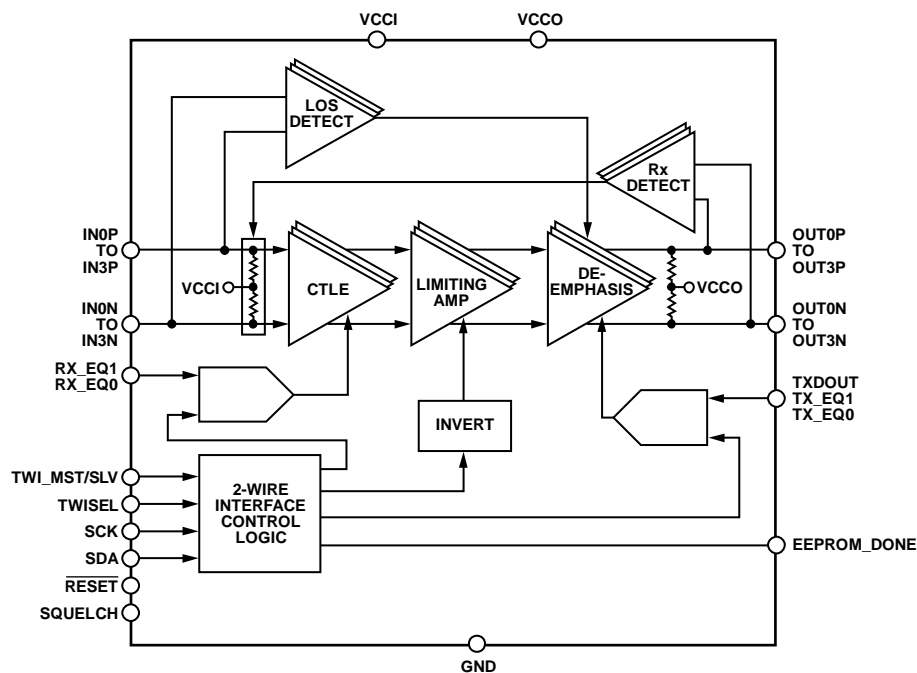 VCCI
VCCO
LOS
DETECT
Rx
DETECT
IN0P
TO
IN3P
OUT0P
TO
OUT3P
VCCI
CTLE
LIMITING
AMP
DE-
EMPHASIS
VCCO
IN0N
TO
IN3N
OUT0N
TO
OUT3N
RX_EQ1
RX_EQ0
TXDOUT
TX_EQ1
TX_EQ0
INVERT
TWI_MST/SLV
TWISEL
SCK
SDA
RESET
SQUELCH
2-WIRE
INTERFACE
CONTROL
LOGIC
EEPROM_DONE
GND